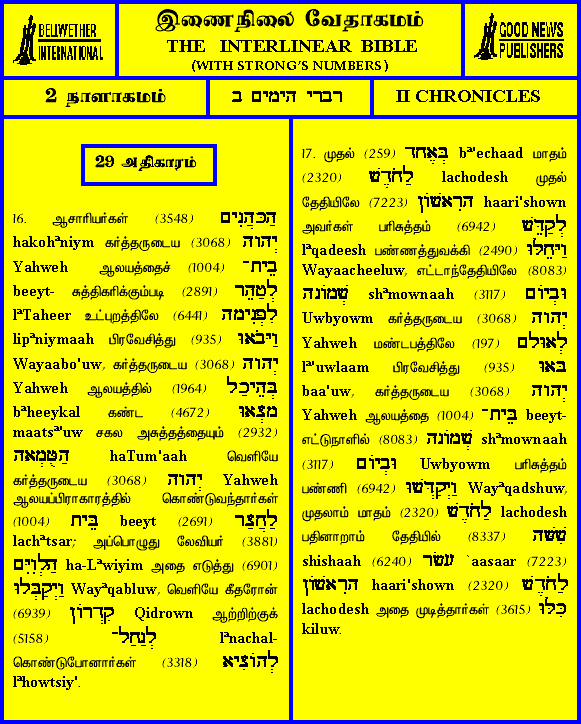 BELLWETHER
INTERNATIONAL
இணைநிலை வேதாகமம்
THE INTERLINEAR BIBLE
(WITH STRONG'S NUMBERS)
GOOD NEWS
PUBLISHERS
2 நாளாகமம்
רברי הימים ב
II CHRONICLES
29 அதிகாரம்
16. ஆசாரியர்கள் (3548) הַכֹּהֲנִים
hakohªniym கர்த்தருடைய (3068) יְהוָה
Yahweh ஆலயத்தைச் (1004) בֵּית־
beeyt- சுத்திகரிக்கும்படி (2891) לְטַהֵר
lªTaheer உட்புறத்திலே (6441) לִפְנִימָה
lipªniymaah பிரவேசித்து (935) וַיָּבֹאוּ
Wayaabo'uw, கர்த்தருடைய (3068) יְהוָה
Yahweh ஆலயத்தில் (1964) בְּהֵיכַל
bªheeykal கண்ட (4672) מָצְאוּ
maatsª'uw சகல அசுத்தத்தையும் (2932)
הַטֻּמְאָה haTum'aah வெளியே
கர்த்தருடைய (3068) יְהוָה Yahweh
ஆலயப்பிராகாரத்தில் கொண்டுவந்தார்கள்
(1004) בֵּית beeyt (2691) לַחֲצַר
lachªtsar; அப்பொழுது லேவியர் (3881)
הַלְוִיִּם ha-Lªwiyim அதை எடுத்து (6901)
וַיְקַבְּלוּ Wayªqabluw, வெளியே கீதரோன்
(6939) קִדְרוֹן Qidrown ஆற்றிற்குக்
(5158) לְנַחַל־ lªnachal-
கொண்டுபோனார்கள் (3318) לְהוֹצִיא
lªhowtsiy'.
17. முதல் (259) בְּאֶחָד bª'echaad மாதம்
(2320) לַחֹדֶשׁ lachodesh முதல்
தேதியிலே (7223) הָרִאשׁוֹן haari'shown
அவர்கள் பரிசுத்தம் (6942) לְקַדֵּשׁ
lªqadeesh பண்ணத்துவக்கி (2490) וַיָּחֵלּוּ
Wayaacheeluw, எட்டாந்தேதியிலே (8083)
שְׁמוֹנָה shªmownaah (3117) וּבְיוֹם
Uwbyowm கர்த்தருடைய (3068) יְהוָה
Yahweh மண்டபத்திலே (197) לְאוּלָם
lª'uwlaam பிரவேசித்து (935) בָּאוּ
baa'uw, கர்த்தருடைய (3068) יְהוָה
Yahweh ஆலயத்தை (1004) בֵּית־ beeyt-
எட்டுநாளில் (8083) שְׁמוֹנָה shªmownaah
(3117) וּבְיוֹם Uwbyowm பரிசுத்தம்
பண்ணி (6942) וַיְקַדְּשׁוּ Wayªqadshuw,
முதலாம் மாதம் (2320) לַחֹדֶשׁ lachodesh
பதினாறாம் தேதியில் (8337) שִׁשָּׁה
shishaah (6240) עָשָׂר `aasaar (7223)
הָרִאשׁוֹן haari'shown (2320) לַחֹדֶשׁ
lachodesh அதை முடித்தார்கள் (3615) כִּלּוּ
kiluw.